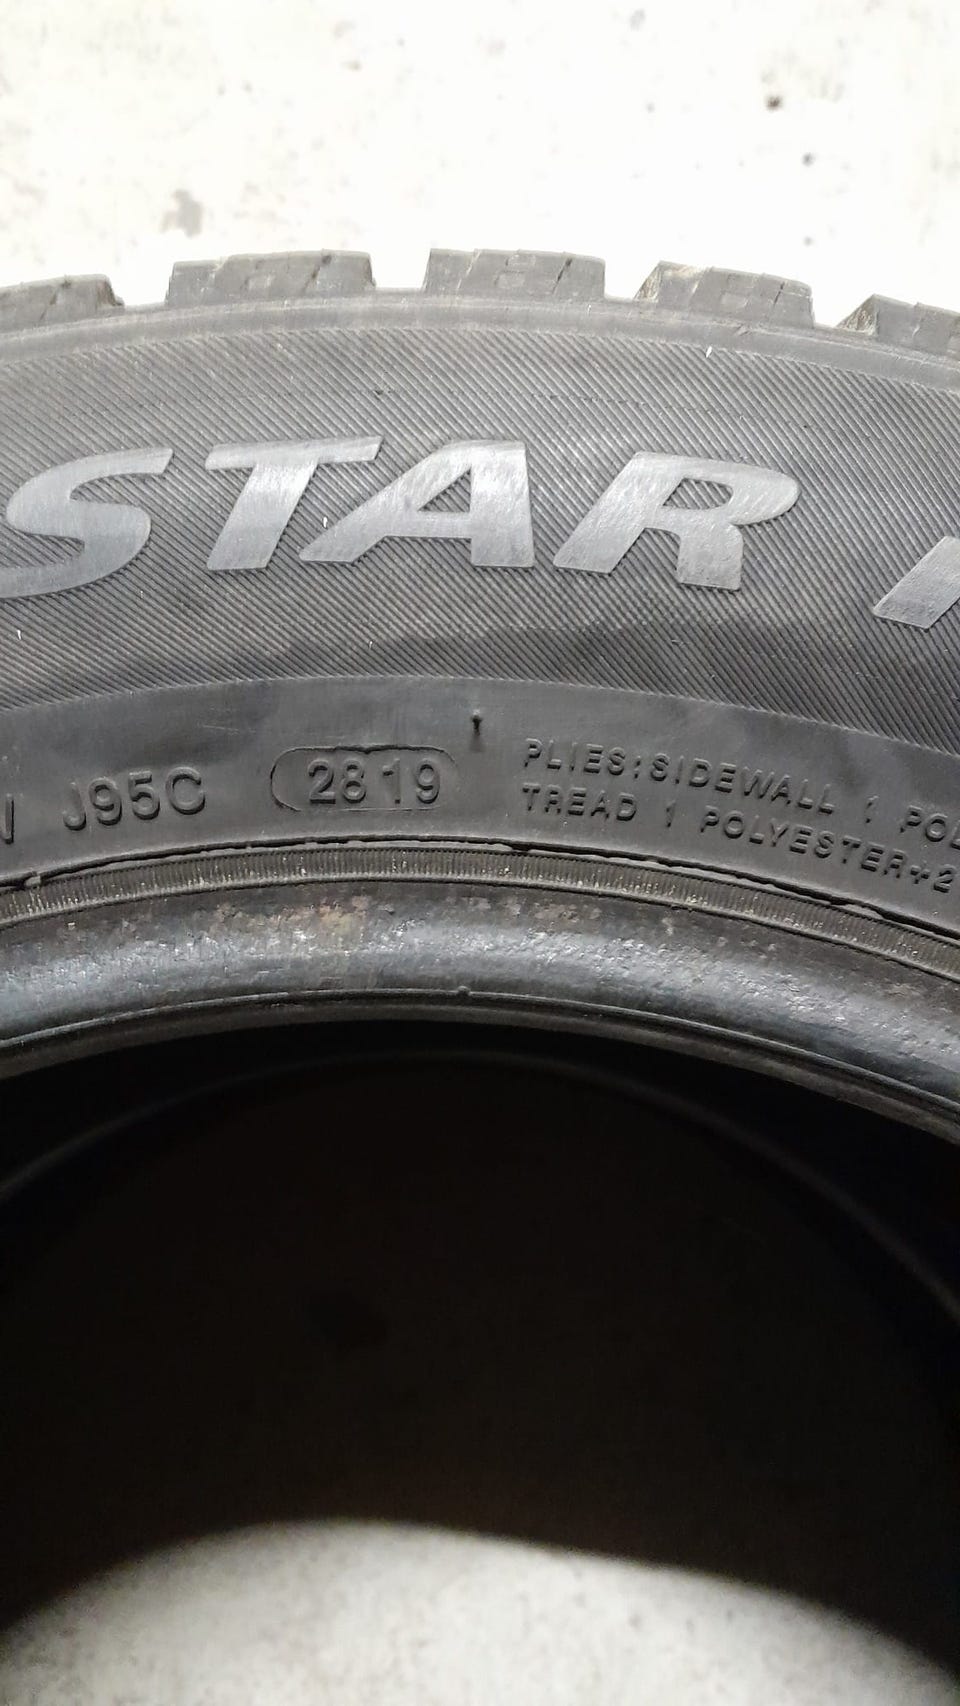 STAR
J95C 2819
PLIES:SIDEWALL 1
TREAD 1 POLYESTER+2